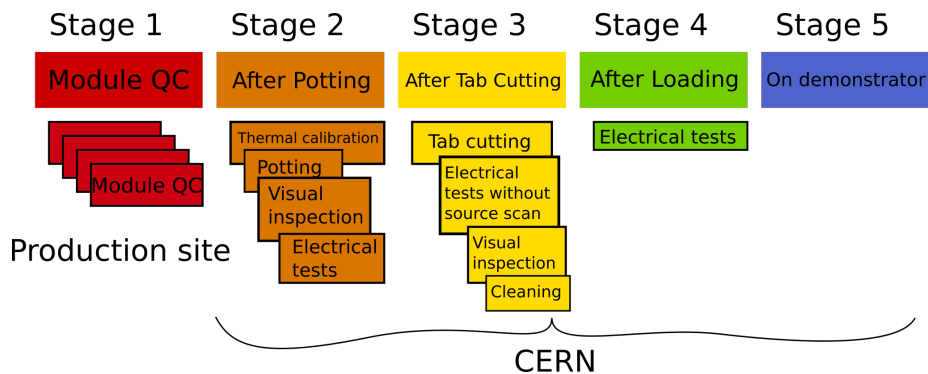 Stage 1
Stage 2
Stage 3
Stage 4
Stage 5
Module QC
After Potting
After Tab Cutting
After Loading
On demonstrator
Module QC
Thermal calibration
Potting
Visual
inspection
Electrical
tests
Tab cutting
Electrical
tests without
source scan
Visual
inspection
Cleaning
Electrical tests
Production site
CERN